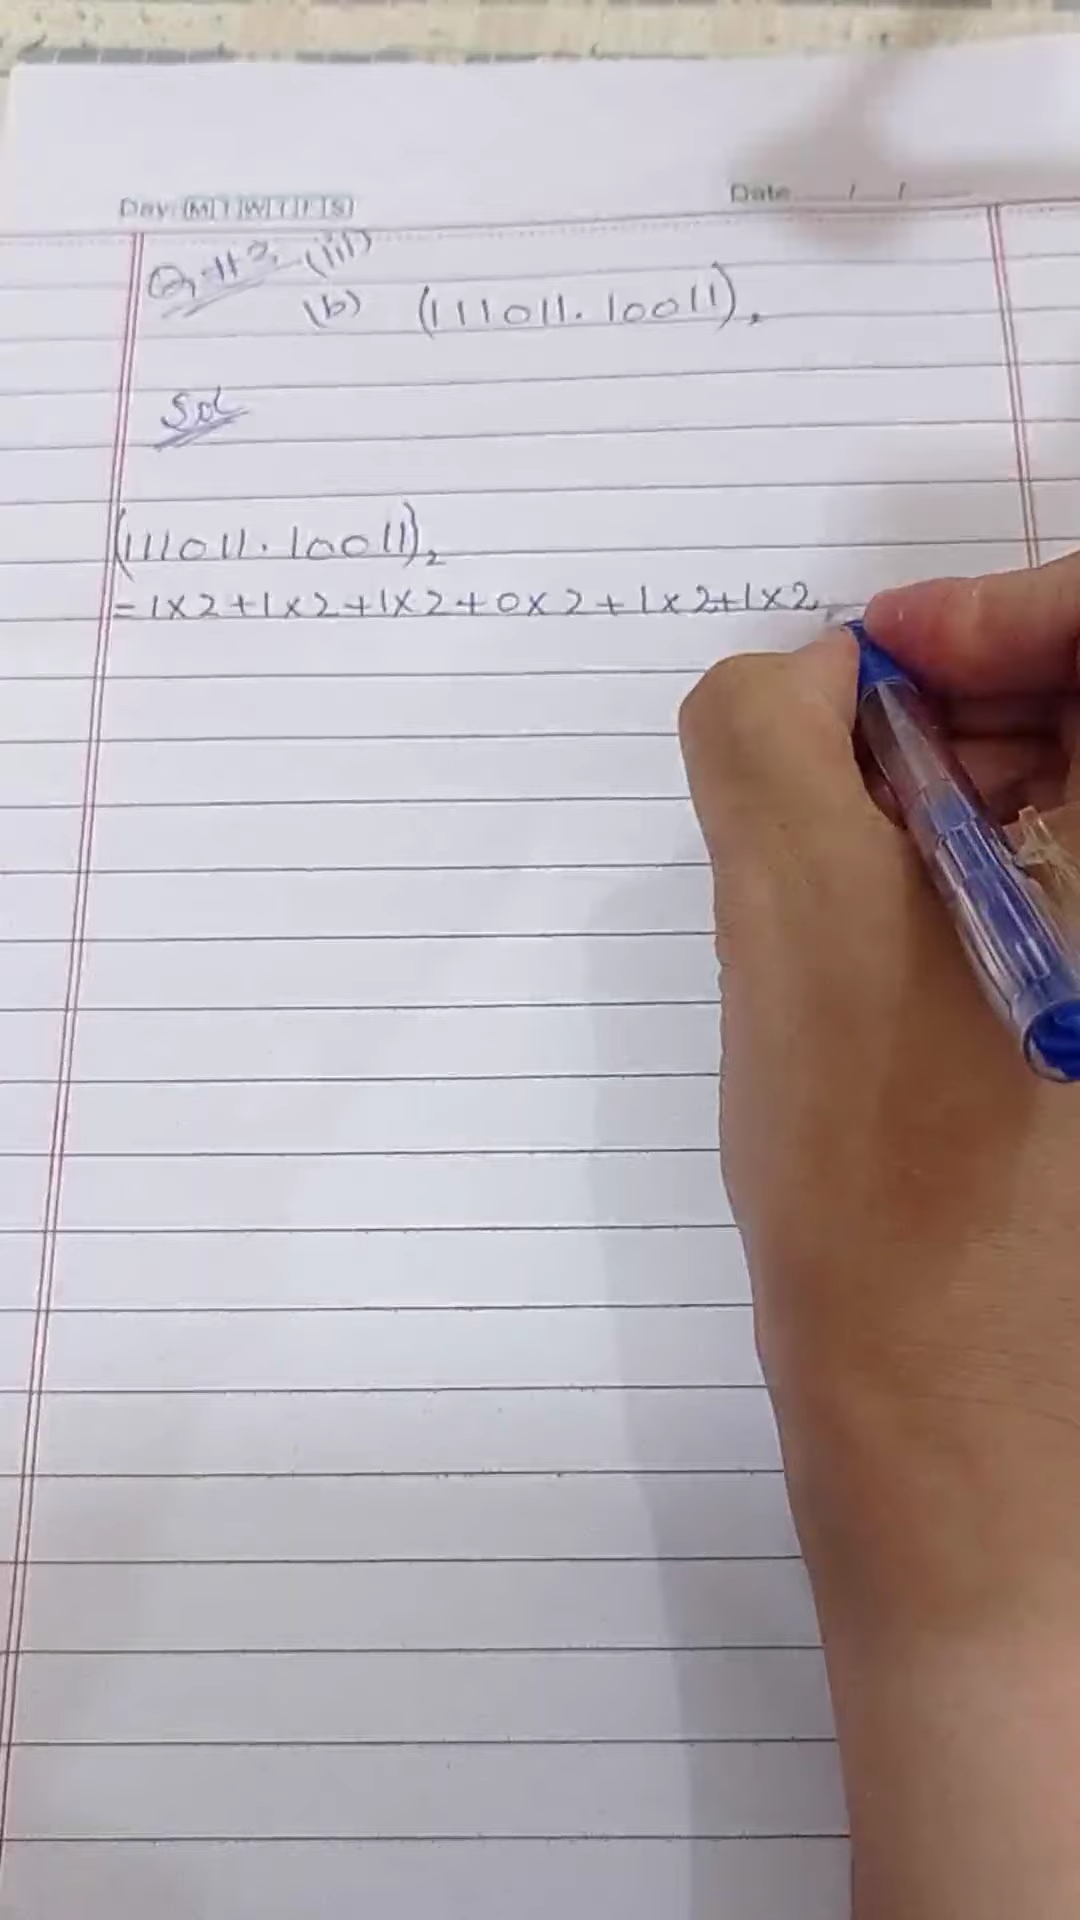 Day: M T W T F S Date / /
Q.#3. (iii)
(b) (111011.10011)₂
Sol
(111011.10011)₂
=1×2+1×2+1×2+0×2+1×2+1×2